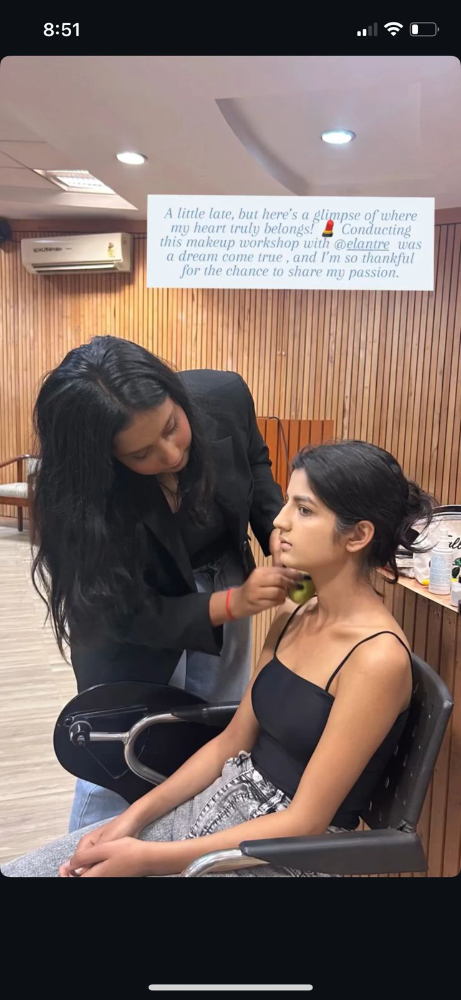 8:51
A little late, but here's a glimpse of where
my heart truly belongs! 💄 Conducting
this makeup workshop with @elantre was
a dream come true , and I'm so thankful
for the chance to share my passion.